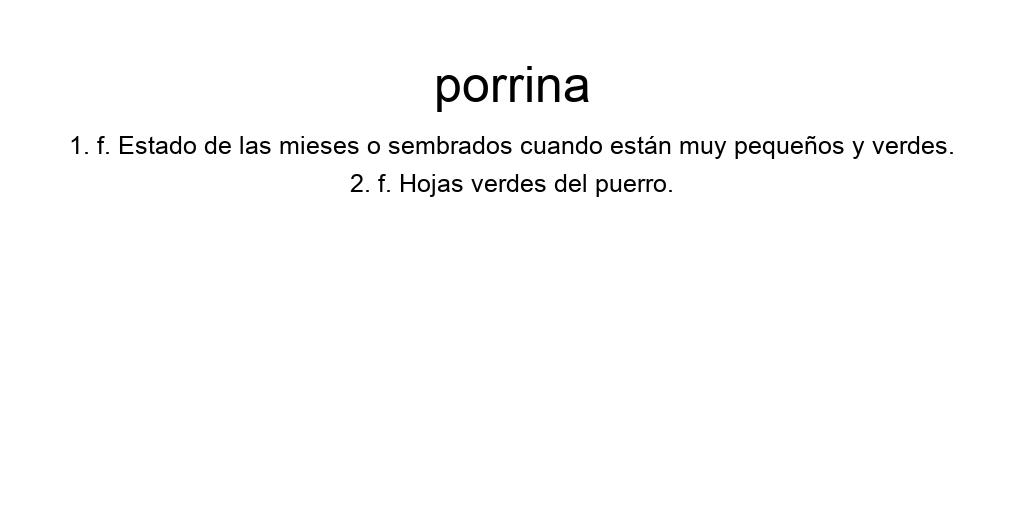 porrina
1. f. Estado de las mieses o sembrados cuando están muy pequeños y verdes.
2. f. Hojas verdes del puerro.